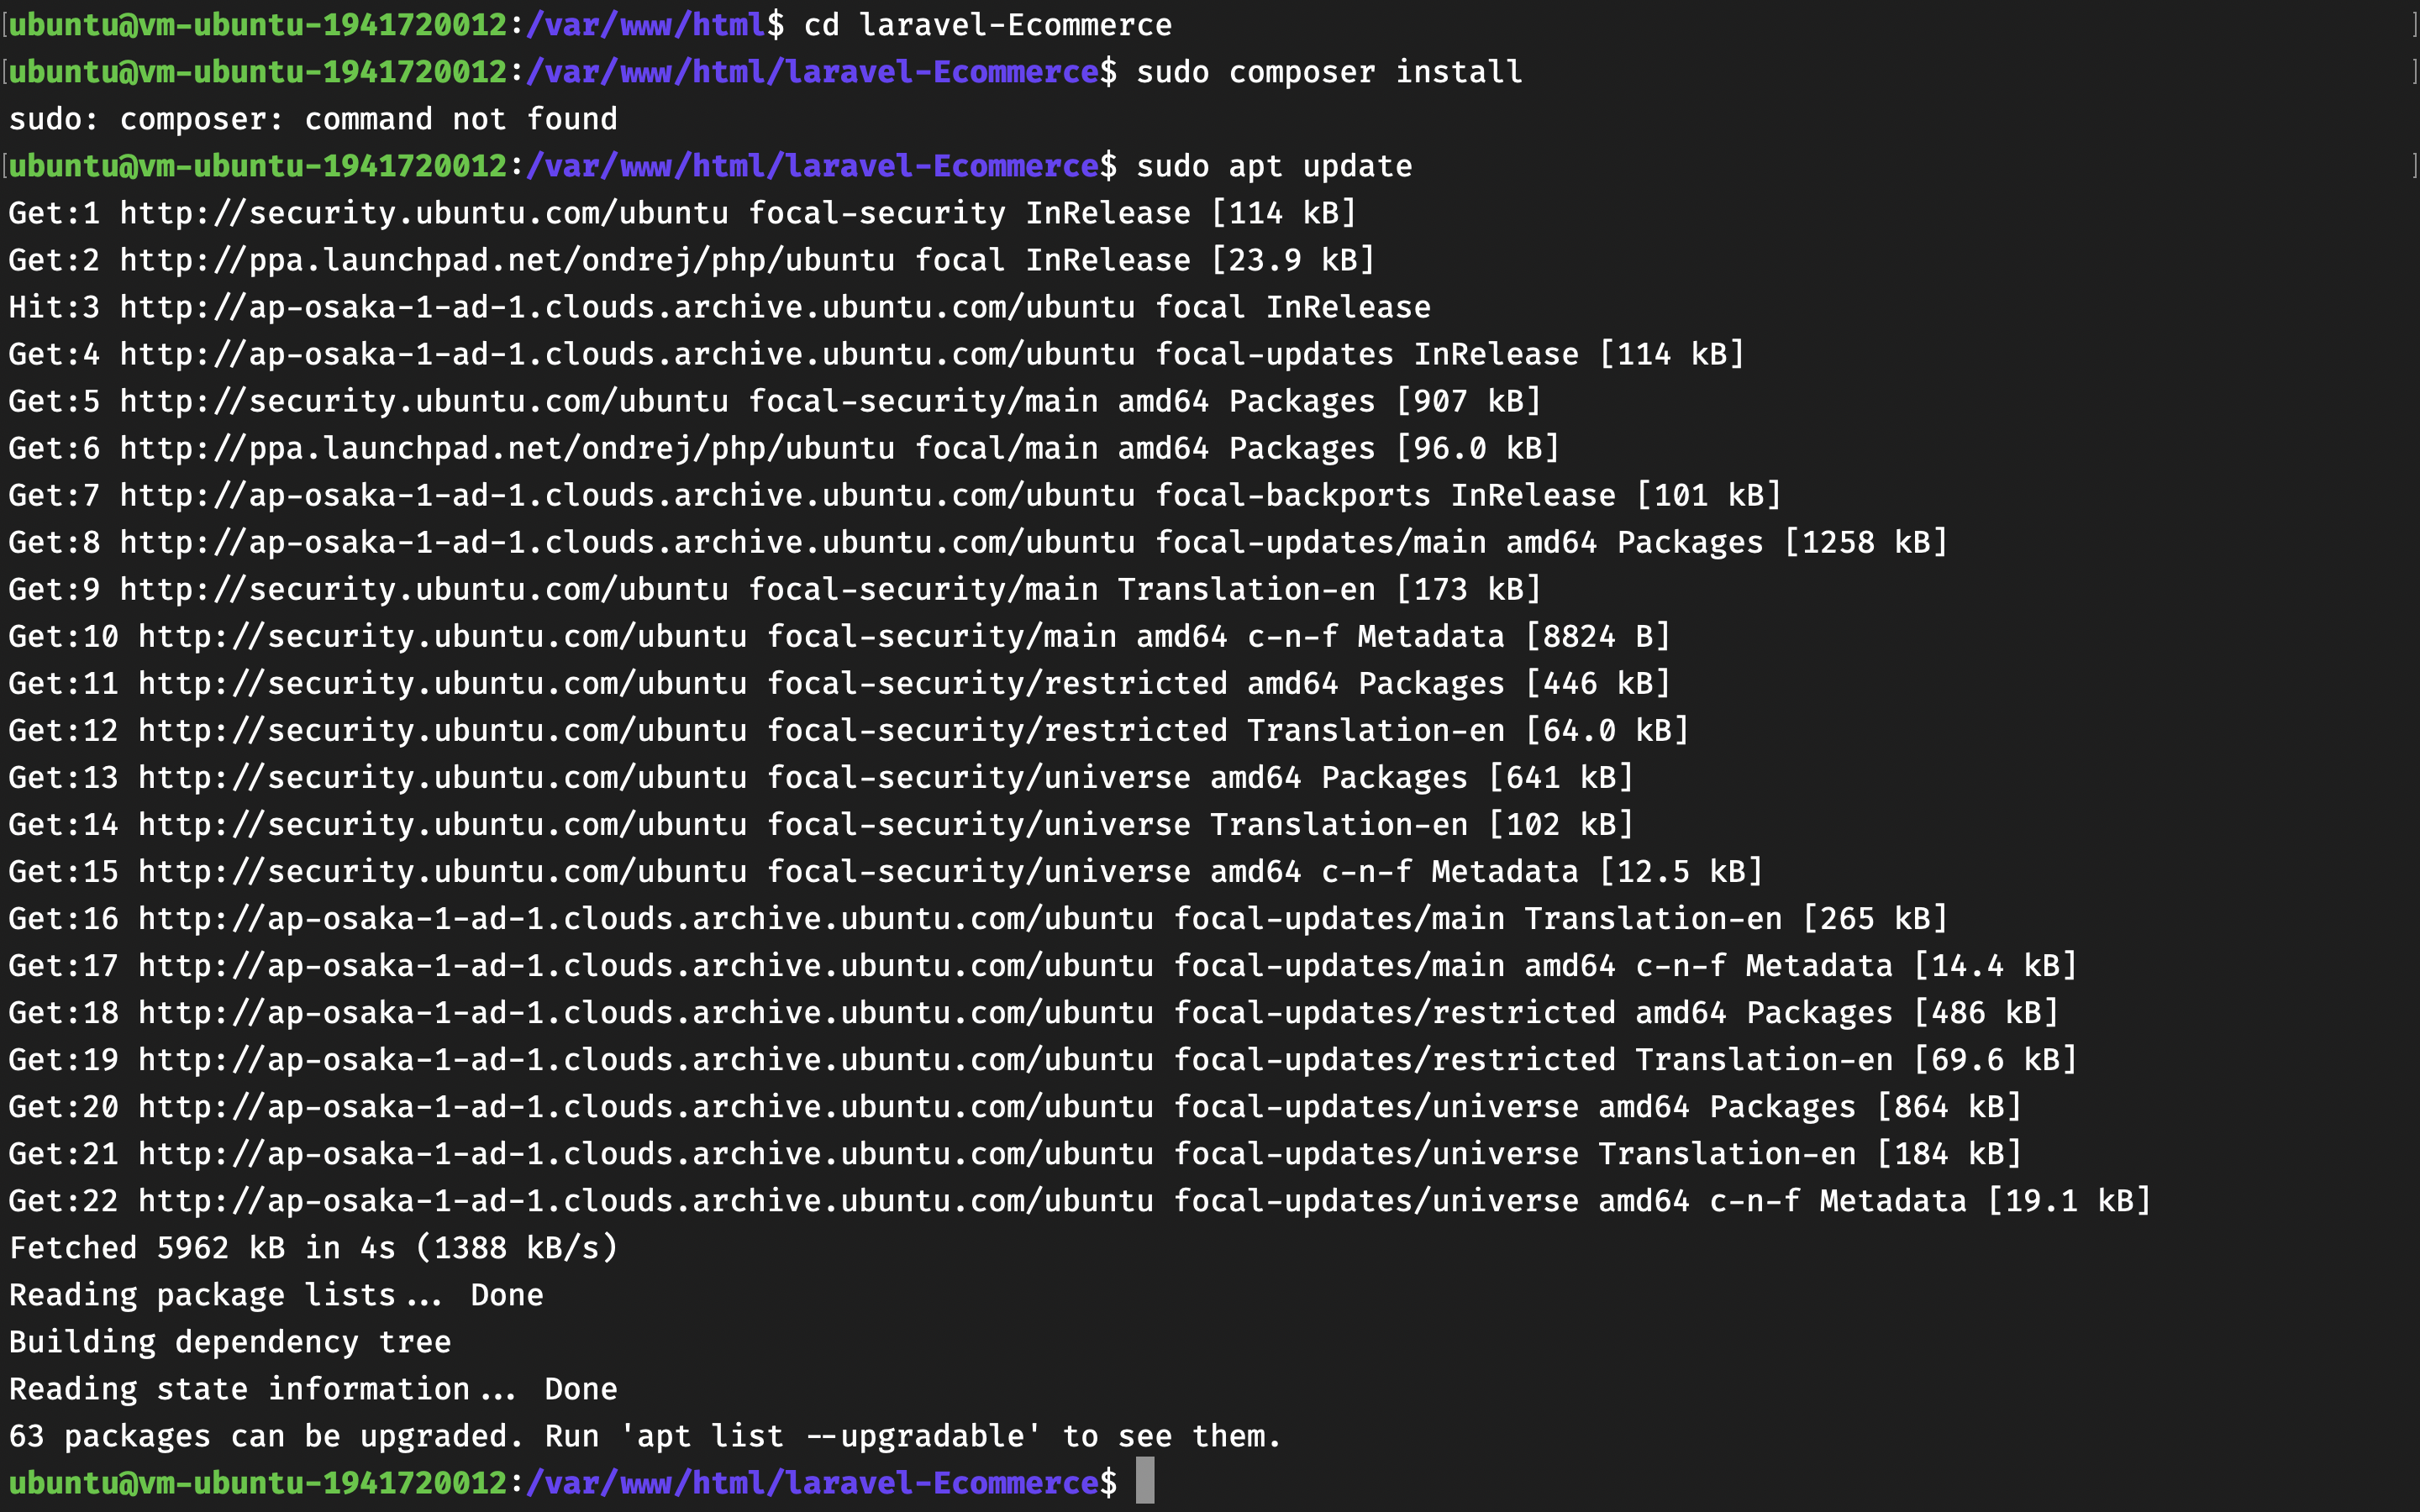 [ubuntu@vm-ubuntu-1941720012:/var/www/html$ cd laravel-Ecommerce ]
[ubuntu@vm-ubuntu-1941720012:/var/www/html/laravel-Ecommerce$ sudo composer install ]
sudo: composer: command not found
[ubuntu@vm-ubuntu-1941720012:/var/www/html/laravel-Ecommerce$ sudo apt update ]
Get:1 http://security.ubuntu.com/ubuntu focal-security InRelease [114 kB]
Get:2 http://ppa.launchpad.net/ondrej/php/ubuntu focal InRelease [23.9 kB]
Hit:3 http://ap-osaka-1-ad-1.clouds.archive.ubuntu.com/ubuntu focal InRelease
Get:4 http://ap-osaka-1-ad-1.clouds.archive.ubuntu.com/ubuntu focal-updates InRelease [114 kB]
Get:5 http://security.ubuntu.com/ubuntu focal-security/main amd64 Packages [907 kB]
Get:6 http://ppa.launchpad.net/ondrej/php/ubuntu focal/main amd64 Packages [96.0 kB]
Get:7 http://ap-osaka-1-ad-1.clouds.archive.ubuntu.com/ubuntu focal-backports InRelease [101 kB]
Get:8 http://ap-osaka-1-ad-1.clouds.archive.ubuntu.com/ubuntu focal-updates/main amd64 Packages [1258 kB]
Get:9 http://security.ubuntu.com/ubuntu focal-security/main Translation-en [173 kB]
Get:10 http://security.ubuntu.com/ubuntu focal-security/main amd64 c-n-f Metadata [8824 B]
Get:11 http://security.ubuntu.com/ubuntu focal-security/restricted amd64 Packages [446 kB]
Get:12 http://security.ubuntu.com/ubuntu focal-security/restricted Translation-en [64.0 kB]
Get:13 http://security.ubuntu.com/ubuntu focal-security/universe amd64 Packages [641 kB]
Get:14 http://security.ubuntu.com/ubuntu focal-security/universe Translation-en [102 kB]
Get:15 http://security.ubuntu.com/ubuntu focal-security/universe amd64 c-n-f Metadata [12.5 kB]
Get:16 http://ap-osaka-1-ad-1.clouds.archive.ubuntu.com/ubuntu focal-updates/main Translation-en [265 kB]
Get:17 http://ap-osaka-1-ad-1.clouds.archive.ubuntu.com/ubuntu focal-updates/main amd64 c-n-f Metadata [14.4 kB]
Get:18 http://ap-osaka-1-ad-1.clouds.archive.ubuntu.com/ubuntu focal-updates/restricted amd64 Packages [486 kB]
Get:19 http://ap-osaka-1-ad-1.clouds.archive.ubuntu.com/ubuntu focal-updates/restricted Translation-en [69.6 kB]
Get:20 http://ap-osaka-1-ad-1.clouds.archive.ubuntu.com/ubuntu focal-updates/universe amd64 Packages [864 kB]
Get:21 http://ap-osaka-1-ad-1.clouds.archive.ubuntu.com/ubuntu focal-updates/universe Translation-en [184 kB]
Get:22 http://ap-osaka-1-ad-1.clouds.archive.ubuntu.com/ubuntu focal-updates/universe amd64 c-n-f Metadata [19.1 kB]
Fetched 5962 kB in 4s (1388 kB/s)
Reading package lists... Done
Building dependency tree
Reading state information... Done
63 packages can be upgraded. Run 'apt list --upgradable' to see them.
ubuntu@vm-ubuntu-1941720012:/var/www/html/laravel-Ecommerce$